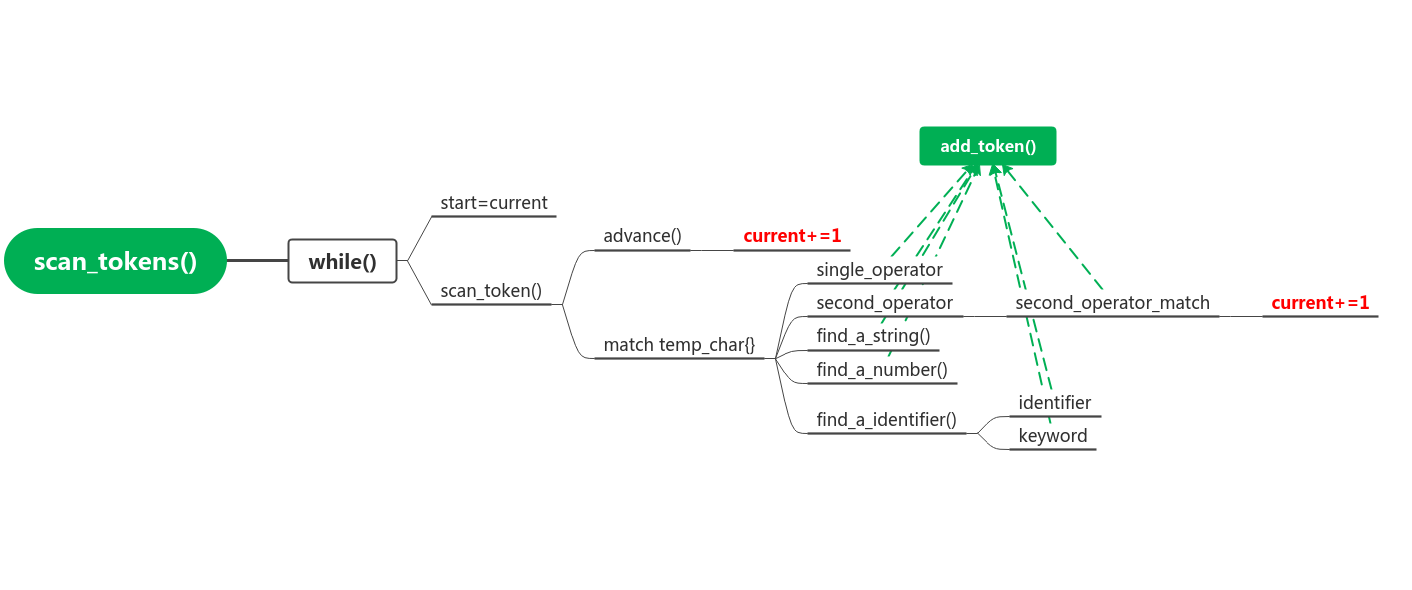 add_token()
scan_tokens()
while()
start=current
scan_token()
advance()
current+=1
match temp_char{}
single_operator
second_operator
second_operator_match
current+=1
find_a_string()
find_a_number()
find_a_identifier()
identifier
keyword